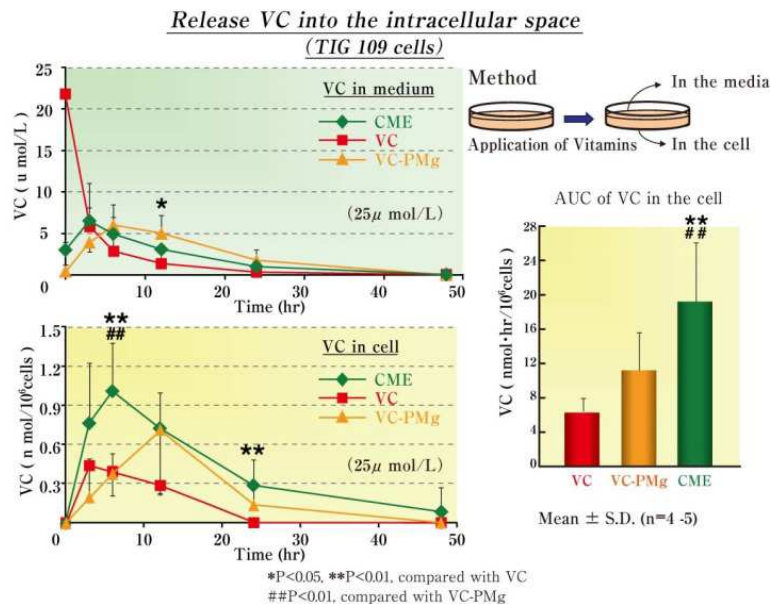 Release VC into the intracellular space
(TIG 109 cells)
25
20
15
10
5
0
VC ( u mol/L)
VC in medium
CME
VC
VC-PMg
*
(25μ mol/L)
10 20 30 40 50
Time (hr)
Method
Application of Vitamins
In the media
In the cell
1.5
1.2
0.9
0.6
0.3
VC ( n mol/10⁶cells )
**
##
VC in cell
CME
VC
VC-PMg
**
(25μ mol/L)
0 10 20 30 40 50
Time (hr)
AUC of VC in the cell
28
24
20
16
12
8
4
VC ( nmol·hr/10⁶cells )
**
##
VC VC-PMg CME
Mean ± S.D. (n=4 -5)
*P<0.05, **P<0.01, compared with VC
##P<0.01, compared with VC-PMg